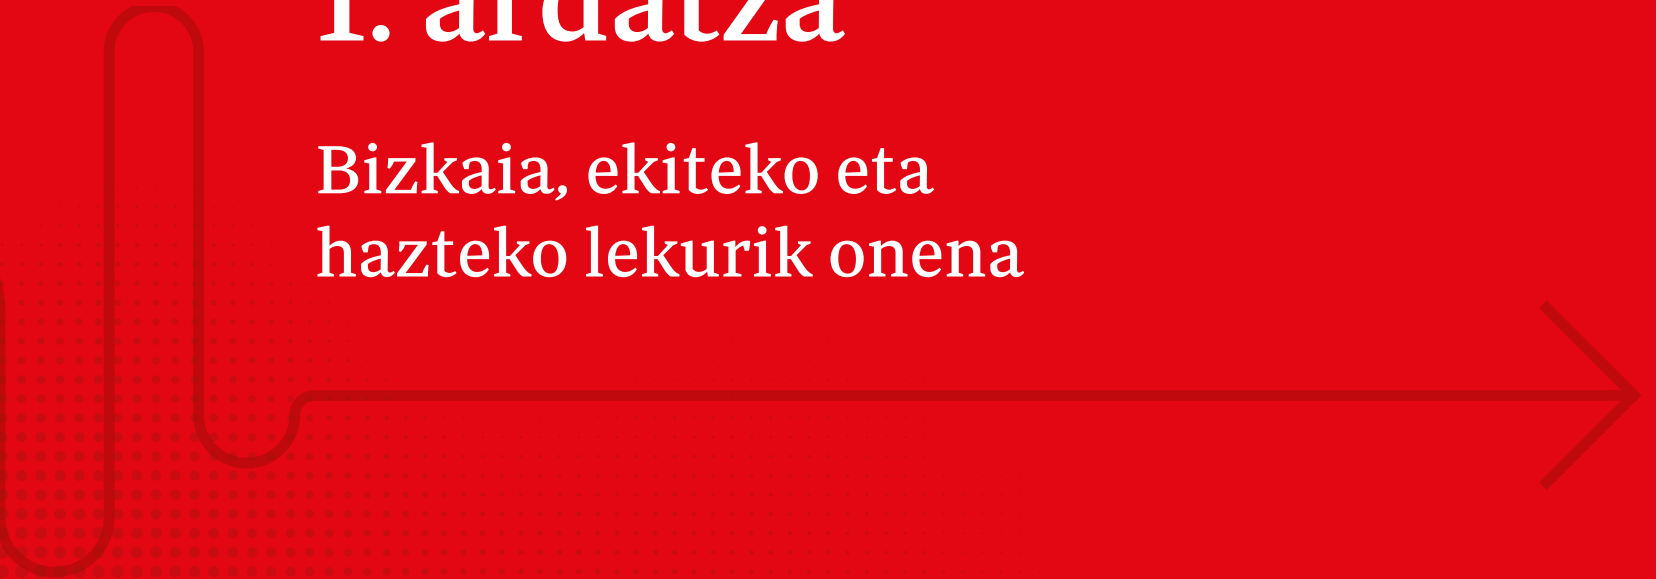 1. ardatza
Bizkaia, ekiteko eta
hazteko lekurik onena